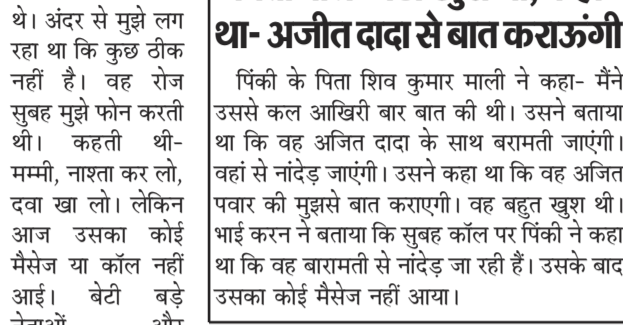 थे। अंदर से मुझे लग
रहा था कि कुछ ठीक
नहीं है। वह रोज
सुबह मुझे फोन करती
थी। कहती थी-
मम्मी, नाश्ता कर लो,
दवा खा लो। लेकिन
आज उसका कोई
मैसेज या कॉल नहीं
आई। बेटी बड़े
था- अजीत दादा से बात कराऊंगी
पिंकी के पिता शिव कुमार माली ने कहा- मैंने
उससे कल आखिरी बार बात की थी। उसने बताया
था कि वह अजित दादा के साथ बरामती जाएंगी।
वहां से नांदेड़ जाएंगी। उसने कहा था कि वह अजित
पवार की मुझसे बात कराएगी। वह बहुत खुश थी।
भाई करन ने बताया कि सुबह कॉल पर पिंकी ने कहा
था कि वह बारामती से नांदेड़ जा रही हैं। उसके बाद
उसका कोई मैसेज नहीं आया।